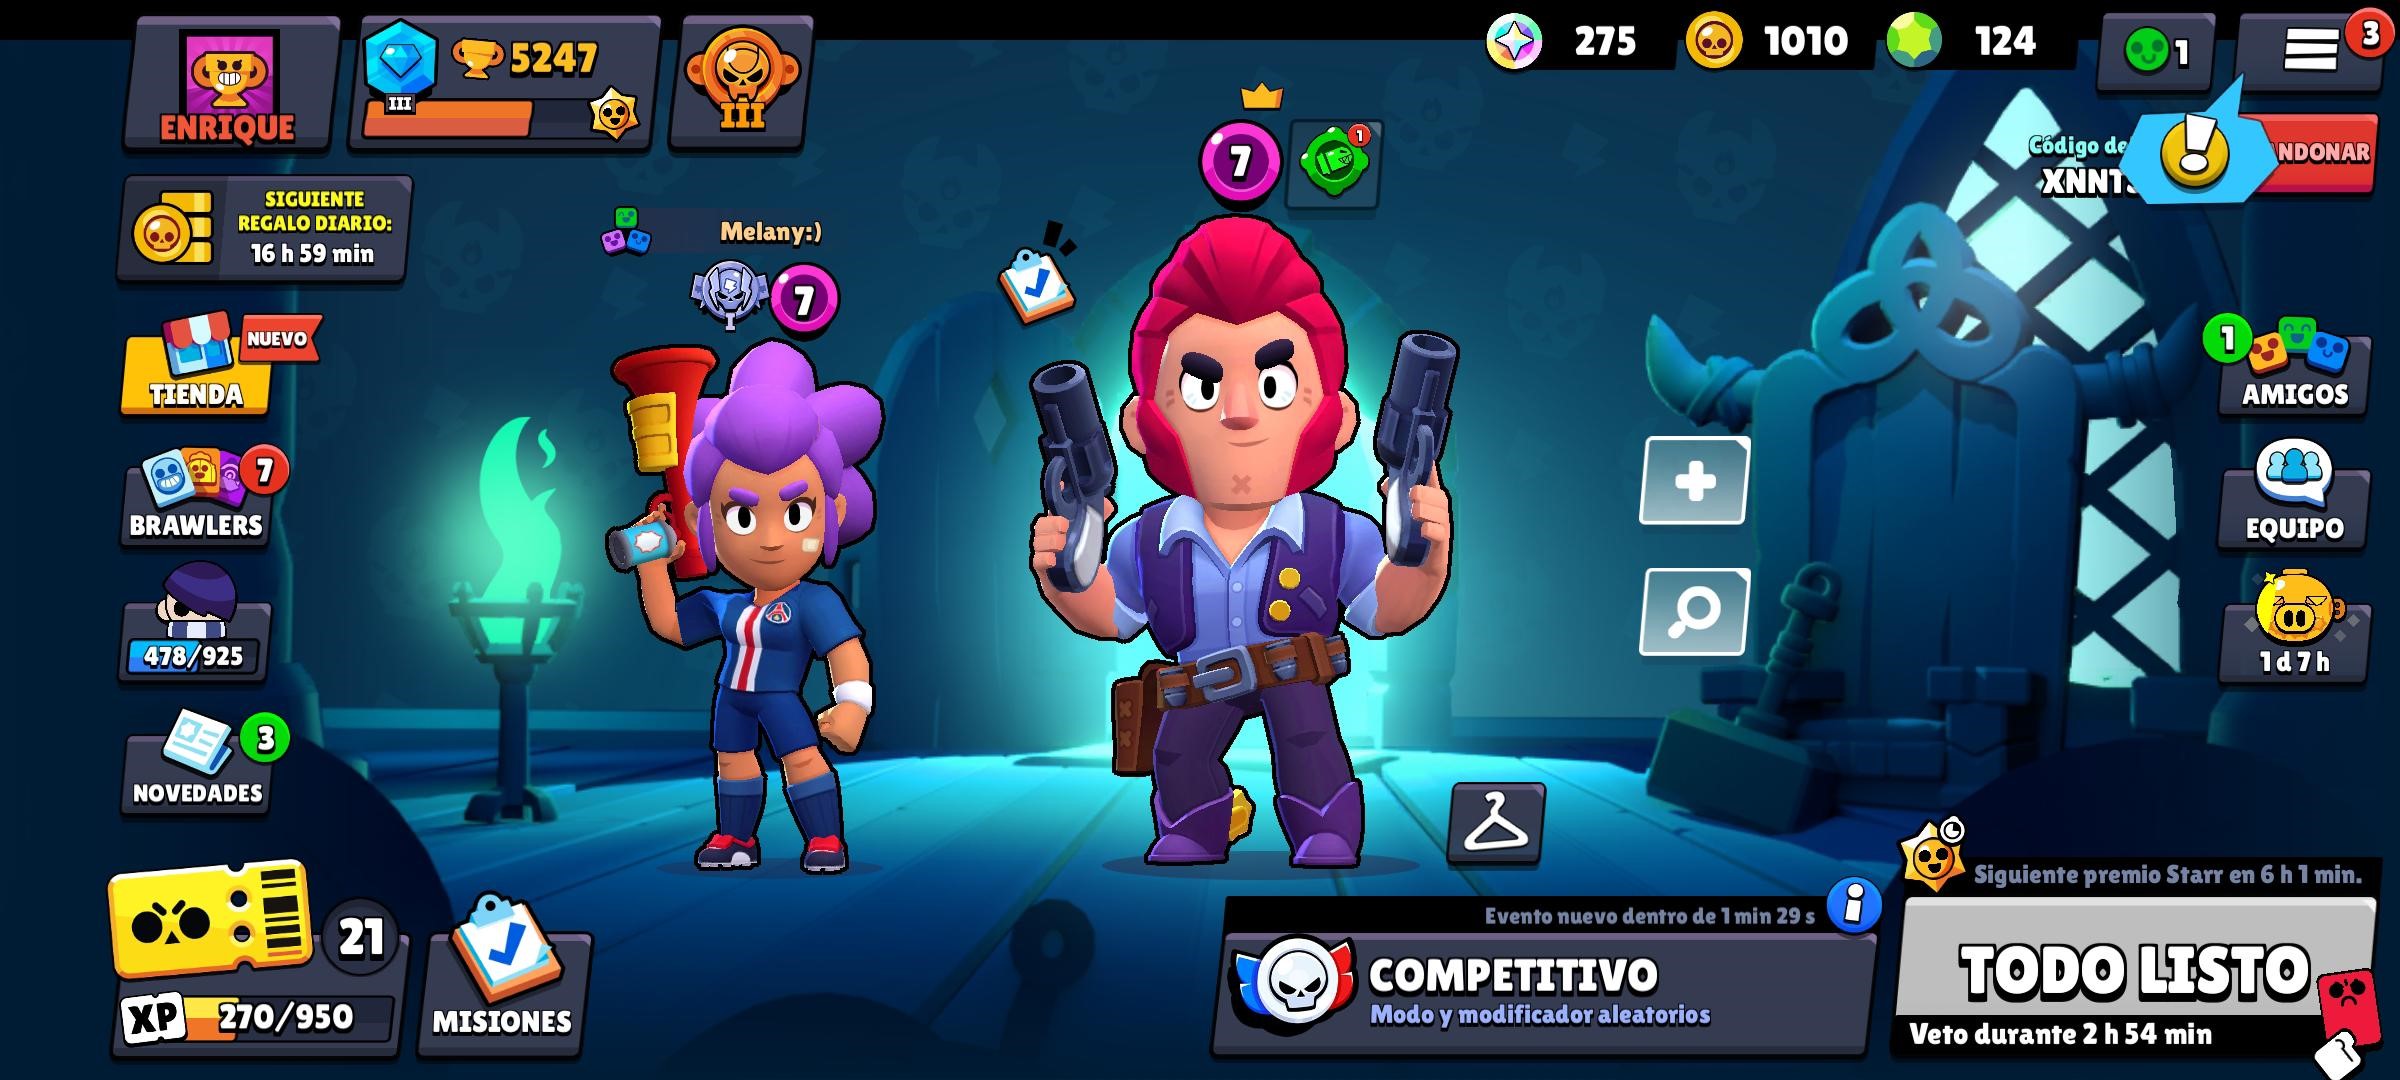 ENRIQUE
III
5247
III
275
1010
124
1
3
SIGUIENTE
REGALO DIARIO:
16 h 59 min
Código de
XNNT
NDONAR
7
1
Melany:)
I
7
NUEVO
TIENDA
7
BRAWLERS
478/925
3
NOVEDADES
21
XP
270/950
MISIONES
1
AMIGOS
EQUIPO
1 d 7 h
Evento nuevo dentro de 1 min 29 s
COMPETITIVO
Modo y modificador aleatorios
Siguiente premio Starr en 6 h 1 min.
TODO LISTO
Veto durante 2 h 54 min